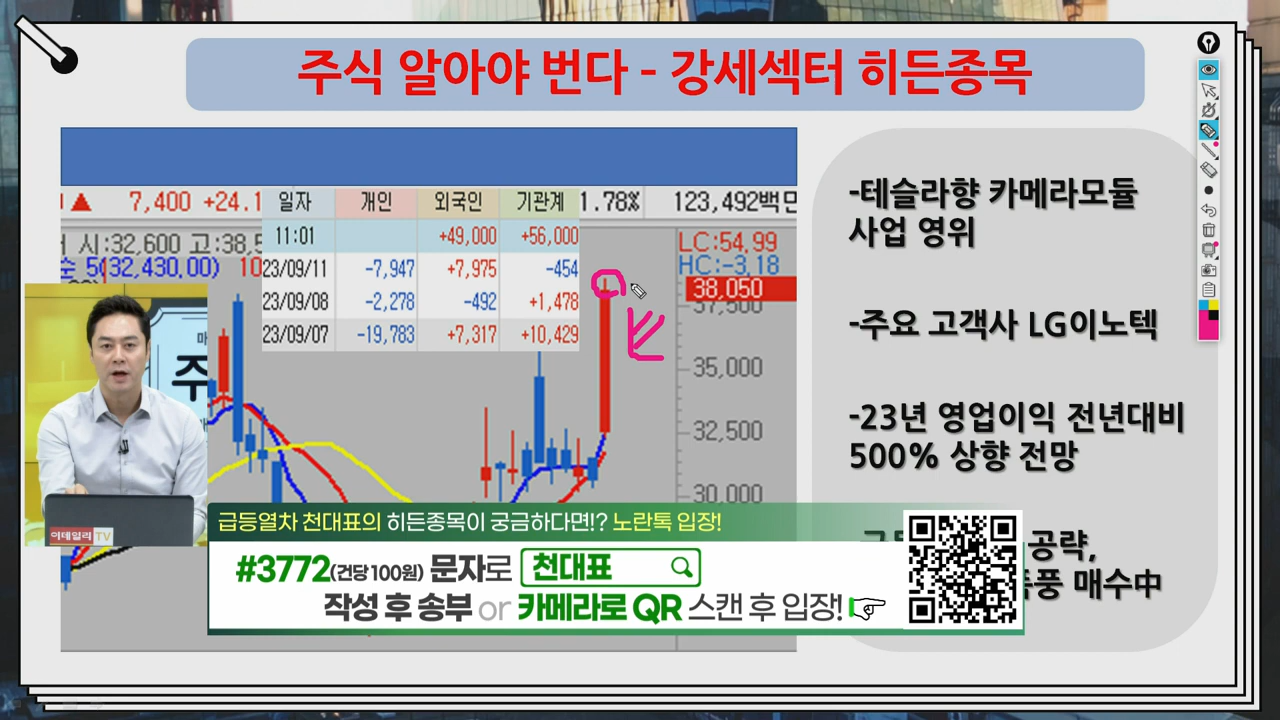 주식 알아야 번다 - 강세섹터 히든종목
7,400 +24.1
1.78% 123,492백만
일자 개인 외국인 기관계
11:01 +49,000 +56,000
23/09/11 -7,947 +7,975 -454
23/09/08 -2,278 -492 +1,478
23/09/07 -19,783 +7,317 +10,429
시:32,600 고:38,5
5(32,430.00) 10
LC:54.99
HC:-3.18
38,050
37,500
35,000
32,500
30,000
-테슬라향 카메라모듈
사업 영위
-주요 고객사 LG이노텍
-23년 영업이익 전년대비
500% 상향 전망
공략,
매수中
이데일리 TV
급등열차 천대표의 히든종목이 궁금하다면!? 노란톡 입장!
#3772(건당 100원) 문자로 천대표
작성 후 송부 or 카메라로 QR 스캔 후 입장!